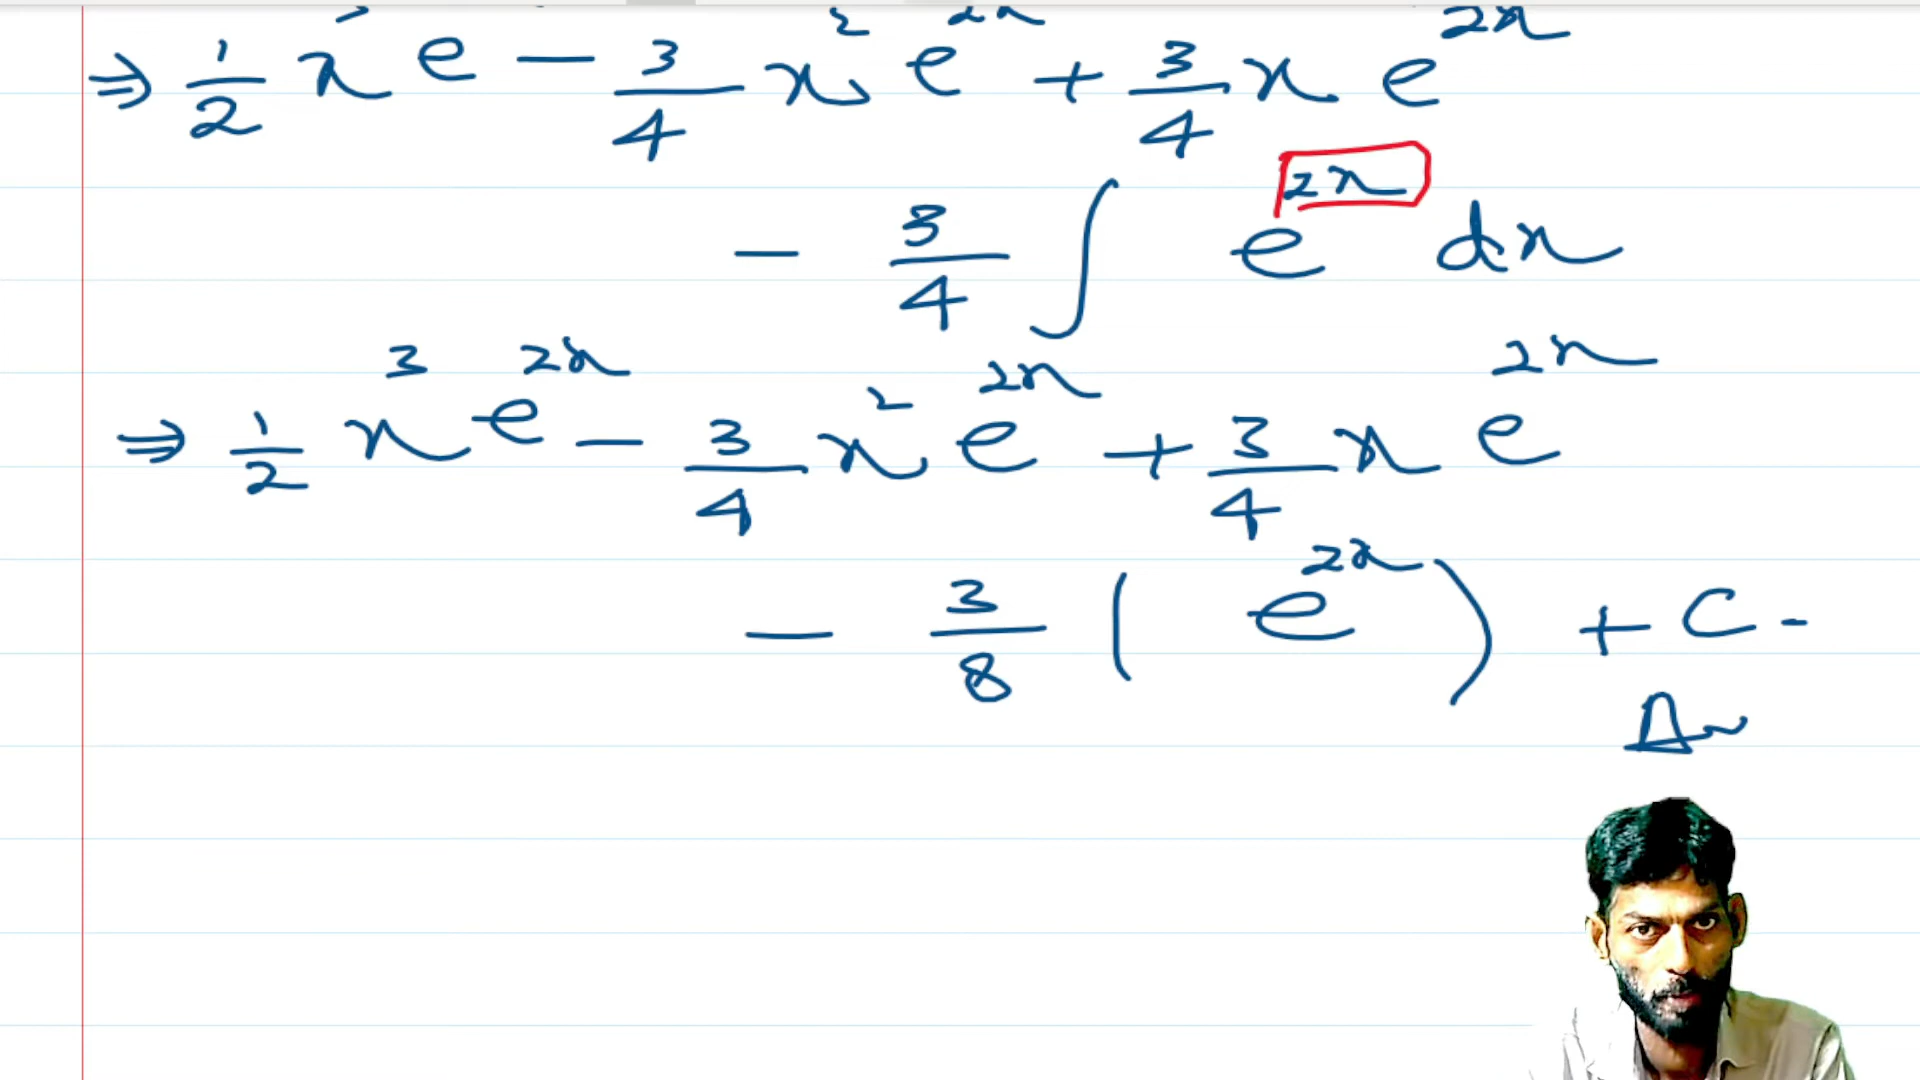 ⇒ 1/2 x³ e - 3/4 x² e^2x + 3/4 x e^2x
- 3/4 ∫ e^2x dx
⇒ 1/2 x³ e^2x - 3/4 x² e^2x + 3/4 x e^2x
- 3/8 ( e^2x ) + C -